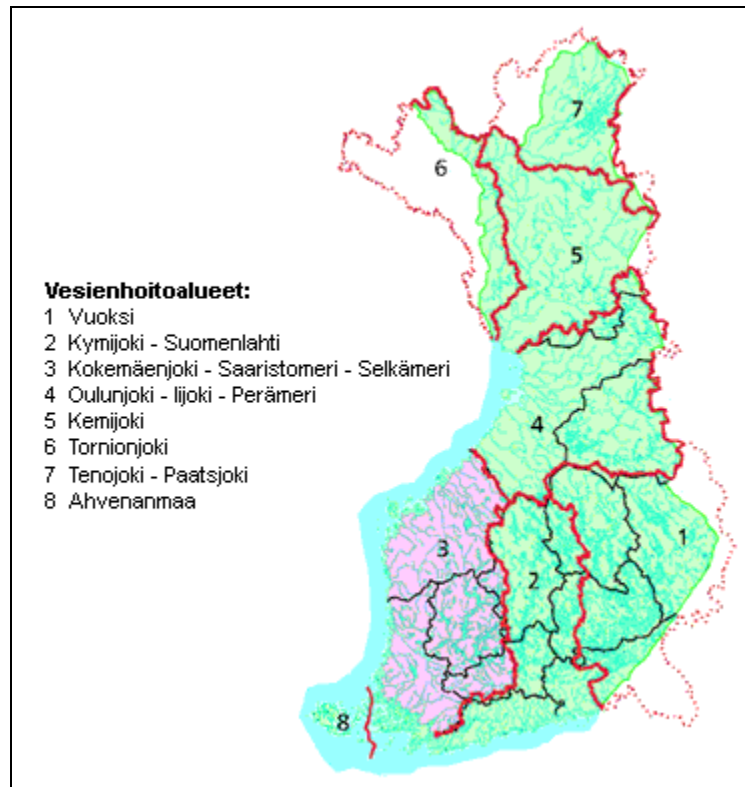 Vesienhoitoalueet:
1 Vuoksi
2 Kymijoki - Suomenlahti
3 Kokemäenjoki - Saaristomeri - Selkämeri
4 Oulunjoki - Iijoki - Perämeri
5 Kemijoki
6 Tornionjoki
7 Tenojoki - Paatsjoki
8 Ahvenanmaa
7
6
5
4
1
3
2
8